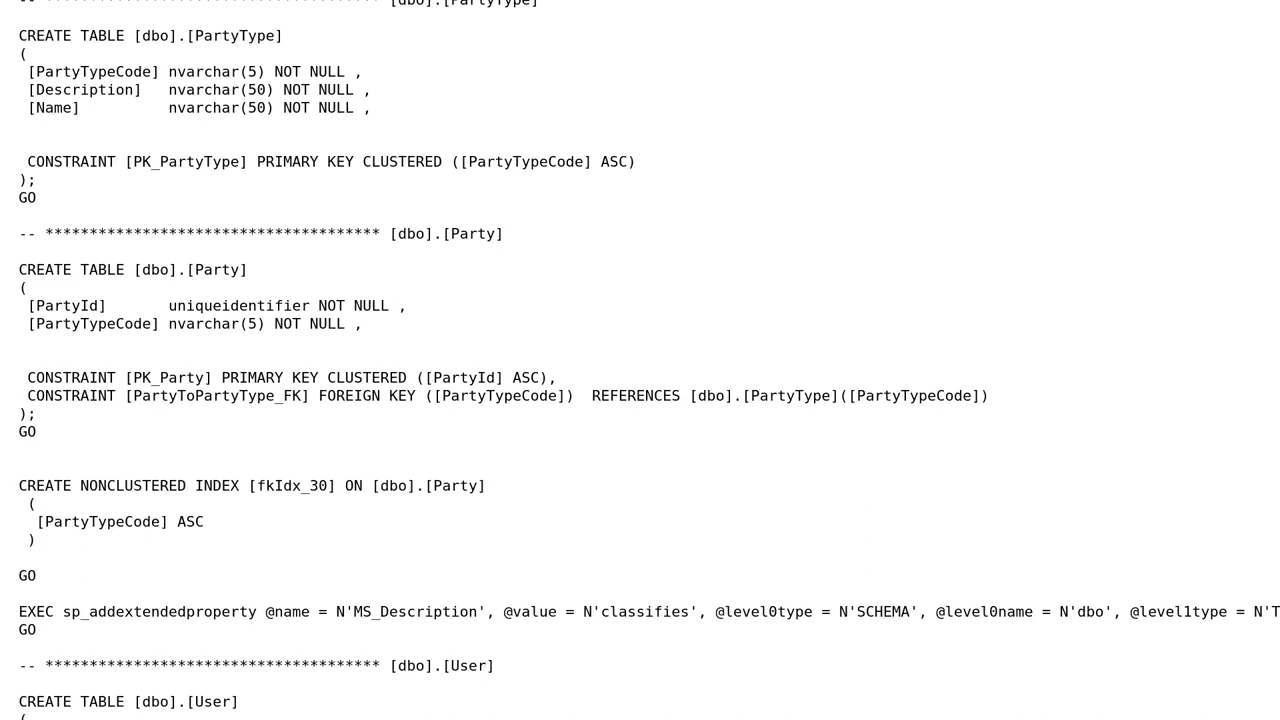 -- ************************************** [dbo].[PartyType]
CREATE TABLE [dbo].[PartyType]
(
 [PartyTypeCode] nvarchar(5) NOT NULL ,
 [Description]   nvarchar(50) NOT NULL ,
 [Name]          nvarchar(50) NOT NULL ,
 CONSTRAINT [PK_PartyType] PRIMARY KEY CLUSTERED ([PartyTypeCode] ASC)
);
GO
-- ************************************** [dbo].[Party]
CREATE TABLE [dbo].[Party]
(
 [PartyId]       uniqueidentifier NOT NULL ,
 [PartyTypeCode] nvarchar(5) NOT NULL ,
 CONSTRAINT [PK_Party] PRIMARY KEY CLUSTERED ([PartyId] ASC),
 CONSTRAINT [PartyToPartyType_FK] FOREIGN KEY ([PartyTypeCode])  REFERENCES [dbo].[PartyType]([PartyTypeCode])
);
GO
CREATE NONCLUSTERED INDEX [fkIdx_30] ON [dbo].[Party]
 (
  [PartyTypeCode] ASC
 )
GO
EXEC sp_addextendedproperty @name = N'MS_Description', @value = N'classifies', @level0type = N'SCHEMA', @level0name = N'dbo', @level1type = N'T
GO
-- ************************************** [dbo].[User]
CREATE TABLE [dbo].[User]
(